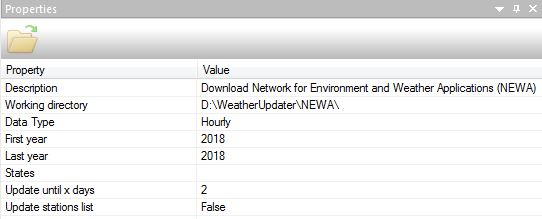 Properties
Property Value
Description Download Network for Environment and Weather Applications (NEWA)
Working directory D:\WeatherUpdater\NEWA\
Data Type Hourly
First year 2018
Last year 2018
States
Update until x days 2
Update stations list False